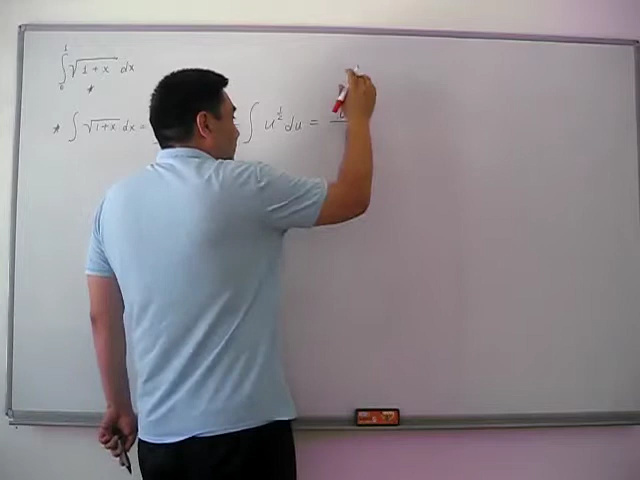 ∫₀¹ √(1+x) dx
*
* ∫ √(1+x) dx = ∫ u^(1/2) du =